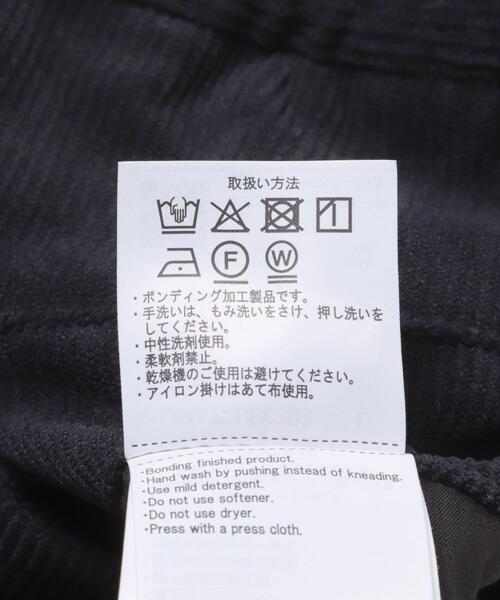 取扱い方法
F W
・ボンディング加工製品です。
・手洗いは、もみ洗いをさけ、押し洗いを
してください。
・中性洗剤使用。
・柔軟剤禁止。
・乾燥機のご使用は避けてください。
・アイロン掛けはあて布使用。
・Bonding finished product.
・Hand wash by pushing instead of kneading.
・Use mild detergent.
・Do not use softener.
・Do not use dryer.
・Press with a press cloth.